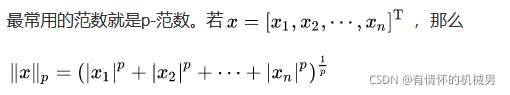 最常用的范数就是p-范数。若 x = [x₁, x₂, ⋯, xₙ]ᵀ ，那么
‖x‖ₚ = (|x₁|ᵖ + |x₂|ᵖ + ⋯ + |xₙ|ᵖ)^(1/p)
CSDN @有情怀的机械男